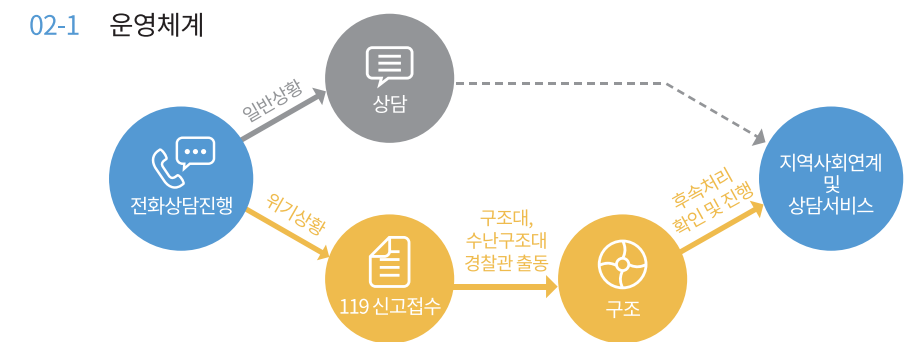 02-1 운영체계
일반상황
상담
전화상담진행
위기상황
119 신고접수
구조대,
수난구조대
경찰관 출동
구조
후속처리
확인 및 진행
지역사회연계
및
상담서비스